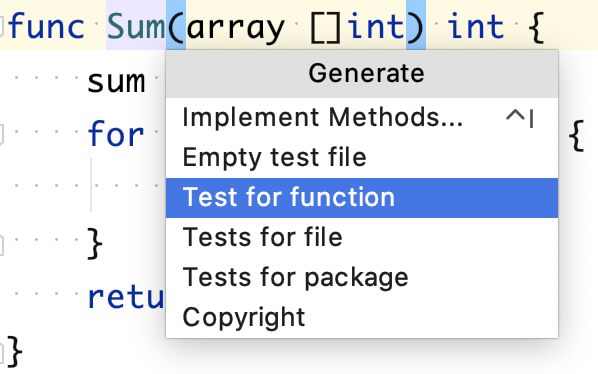 func Sum(array []int) int {
sum
Generate
for {
Implement Methods... ^|
Empty test file
Test for function
Tests for file
}
Tests for package
retu
Copyright
}